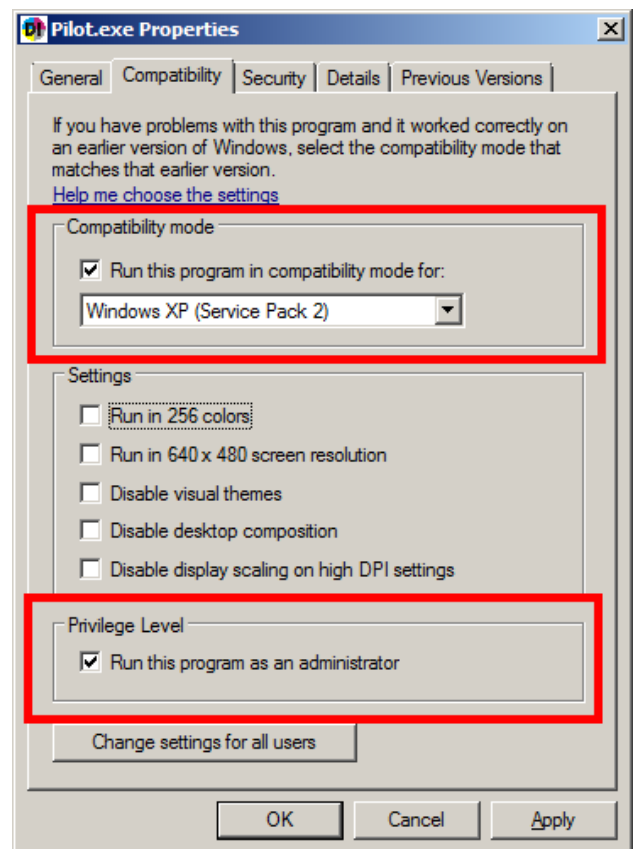 Pilot.exe Properties
General Compatibility Security Details Previous Versions
If you have problems with this program and it worked correctly on
an earlier version of Windows, select the compatibility mode that
matches that earlier version.
Help me choose the settings
Compatibility mode
Run this program in compatibility mode for:
Windows XP (Service Pack 2)
Settings
Run in 256 colors
Run in 640 x 480 screen resolution
Disable visual themes
Disable desktop composition
Disable display scaling on high DPI settings
Privilege Level
Run this program as an administrator
Change settings for all users
OK Cancel Apply